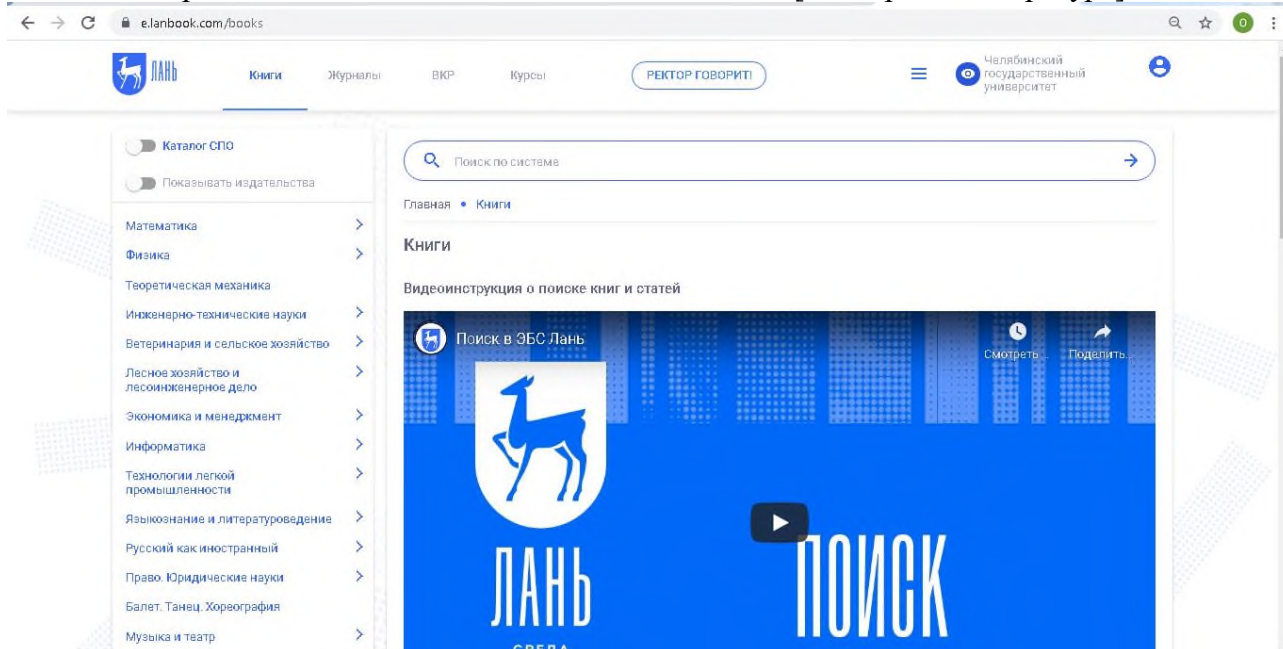 e.lanbook.com/books
О
ЛАНЬ
Книги
Журналы
ВКР
Курсы
РЕКТОР ГОВОРИТ!
Челябинский
государственный
университет
Каталог СПО
Показывать издательства
Математика
Физика
Теоретическая механика
Инженерно-технические науки
Ветеринария и сельское хозяйство
Лесное хозяйство и
лесоинженерное дело
Экономика и менеджмент
Информатика
Технологии легкой
промышленности
Языкознание и литературоведение
Русский как иностранный
Право. Юридические науки
Балет. Танец. Хореография
Музыка и театр
Поиск по системе
Главная • Книги
Книги
Видеоинструкция о поиске книг и статей
Поиск в ЭБС Лань
Смотреть...
Поделить...
ЛАНЬ
СРЕДА
ПОИСК